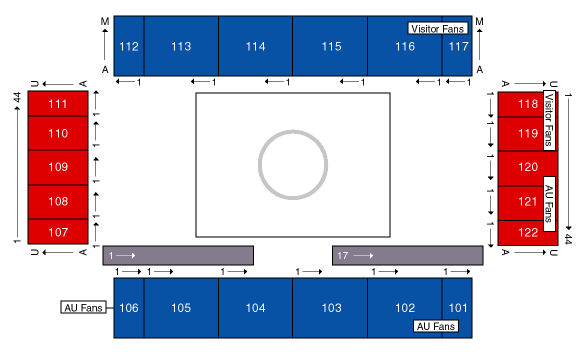 M
M
Visitor Fans
112 113 114 115 116 117
A
A
1 1 1 1 1 1
U A
A U
44
111
110
109
108
107
1
1 1 1 1 1
118
119
120
121
122
1 1 1 1 1
Visitor Fans
AU Fans
1
44
U A
A U
1
17
1 1 1 1 1 1
AU Fans
106 105 104 103 102 101
AU Fans